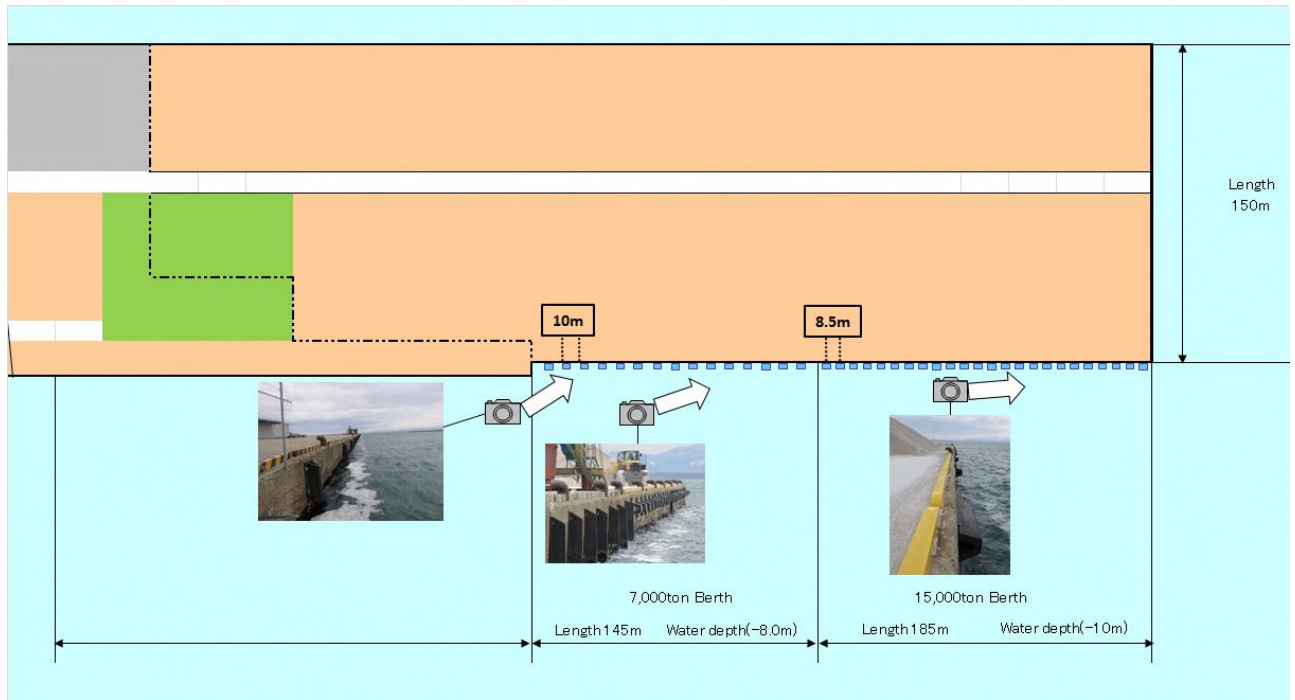 Length
150m
10m
8.5m
7,000ton Berth
15,000ton Berth
Length145m
Water depth(-8.0m)
Length185m
Water depth(-10m)